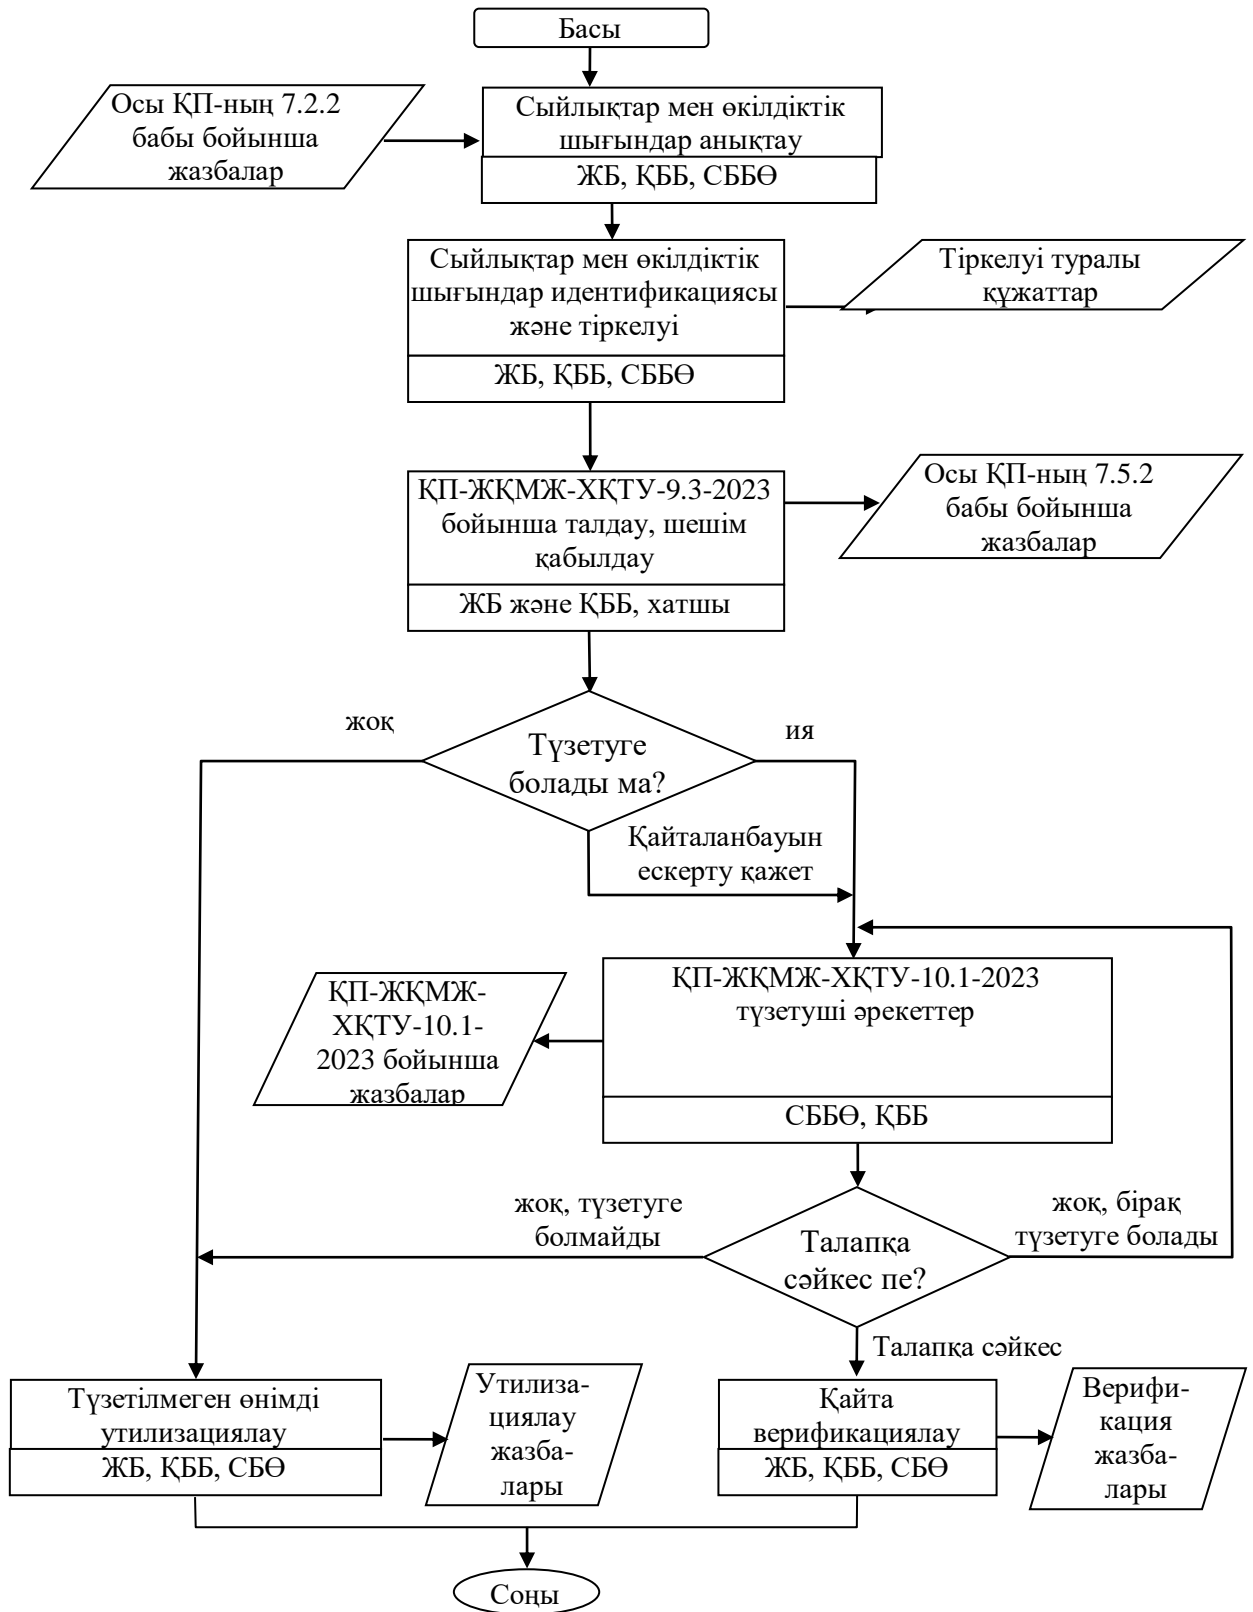 Басы
Осы ҚП-ның 7.2.2
бабы бойынша
жазбалар
Сыйлықтар мен өкілдіктік
шығындар анықтау
ЖБ, ҚББ, СББӨ
Сыйлықтар мен өкілдіктік
шығындар идентификациясы
және тіркелуі
ЖБ, ҚББ, СББӨ
Тіркелуі туралы
құжаттар
ҚП-ЖҚМЖ-ХҚТУ-9.3-2023
бойынша талдау, шешім
қабылдау
ЖБ және ҚББ, хатшы
Осы ҚП-ның 7.5.2
бабы бойынша
жазбалар
жоқ
Түзетуге
болады ма?
ия
Қайталанбауын
ескерту қажет
ҚП-ЖҚМЖ-
ХҚТУ-10.1-
2023 бойынша
жазбалар
ҚП-ЖҚМЖ-ХҚТУ-10.1-2023
түзетуші әрекеттер
СББӨ, ҚББ
жоқ, түзетуге
болмайды
Талапқа
сәйкес пе?
жоқ, бірақ
түзетуге болады
Талапқа сәйкес
Түзетілмеген өнімді
утилизациялау
ЖБ, ҚББ, СБӨ
Утилиза-
циялау
жазба-
лары
Қайта
верификациялау
ЖБ, ҚББ, СБӨ
Верифи-
кация
жазба-
лары
Соңы